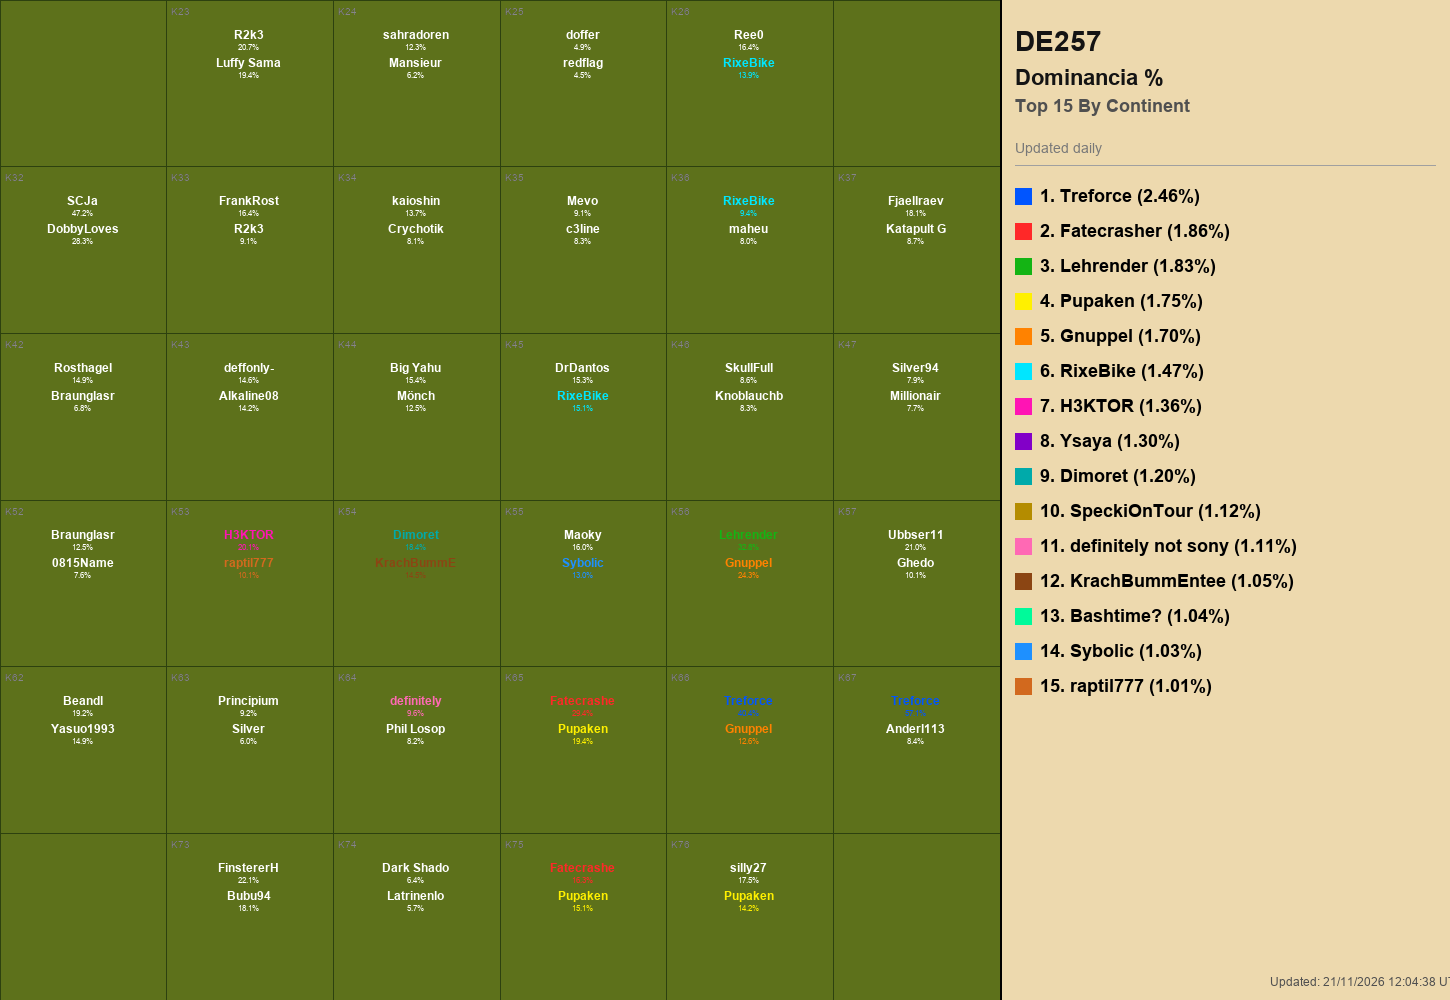 K23
R2k3
20.7%
Luffy Sama
19.4%
K24
sahradoren
12.3%
Mansieur
6.2%
K25
doffer
4.9%
redflag
4.5%
K26
Ree0
16.4%
RixeBike
13.9%
K32
SCJa
47.2%
DobbyLoves
28.3%
K33
FrankRost
16.4%
R2k3
9.1%
K34
kaioshin
13.7%
Crychotik
8.1%
K35
Mevo
9.1%
c3line
8.3%
K36
RixeBike
9.4%
maheu
8.0%
K37
Fjaellraev
18.1%
Katapult G
8.7%
K42
Rosthagel
14.9%
Braunglasr
6.8%
K43
deffonly-
14.6%
Alkaline08
14.2%
K44
Big Yahu
15.4%
Mönch
12.5%
K45
DrDantos
15.3%
RixeBike
15.1%
K46
SkullFull
8.6%
Knoblauchb
8.3%
K47
Silver94
7.9%
Millionair
7.7%
K52
Braunglasr
12.5%
0815Name
7.6%
K53
H3KTOR
raptil777
K54
Dimoret
KrachBummE
K55
Maoky
16.0%
Sybolic
13.0%
K56
Lehrender
Gnuppel
24.3%
K57
Ubbser11
21.0%
Ghedo
10.1%
K62
Beandl
19.2%
Yasuo1993
14.9%
K63
Principium
9.2%
Silver
6.0%
K64
definitely
9.6%
Phil Losop
8.2%
K65
Fatecrashe
Pupaken
19.4%
K66
Treforce
Gnuppel
12.6%
K67
Treforce
Anderl113
8.4%
K73
FinstererH
22.1%
Bubu94
18.1%
K74
Dark Shado
6.4%
Latrinenlo
5.7%
K75
Fatecrashe
Pupaken
15.1%
K76
silly27
17.5%
Pupaken
14.2%
DE257
Dominancia %
Top 15 By Continent
Updated daily
1. Treforce (2.46%)
2. Fatecrasher (1.86%)
3. Lehrender (1.83%)
4. Pupaken (1.75%)
5. Gnuppel (1.70%)
6. RixeBike (1.47%)
7. H3KTOR (1.36%)
8. Ysaya (1.30%)
9. Dimoret (1.20%)
10. SpeckiOnTour (1.12%)
11. definitely not sony (1.11%)
12. KrachBummEntee (1.05%)
13. Bashtime? (1.04%)
14. Sybolic (1.03%)
15. raptil777 (1.01%)
Updated: 21/11/2026 12:04:38 U